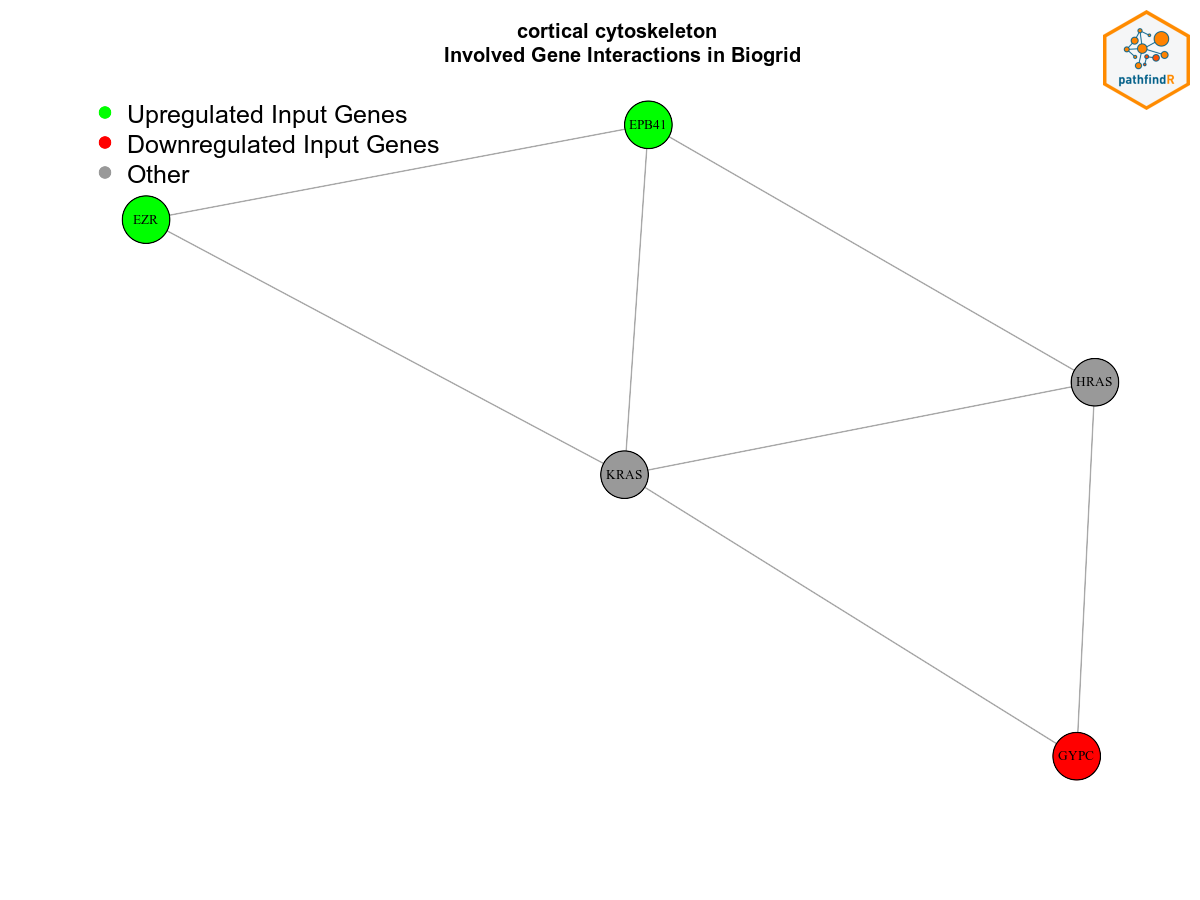 cortical cytoskeleton
Involved Gene Interactions in Biogrid
pathfindR
Upregulated Input Genes
Downregulated Input Genes
Other
EPB41
EZR
HRAS
KRAS
GYPC